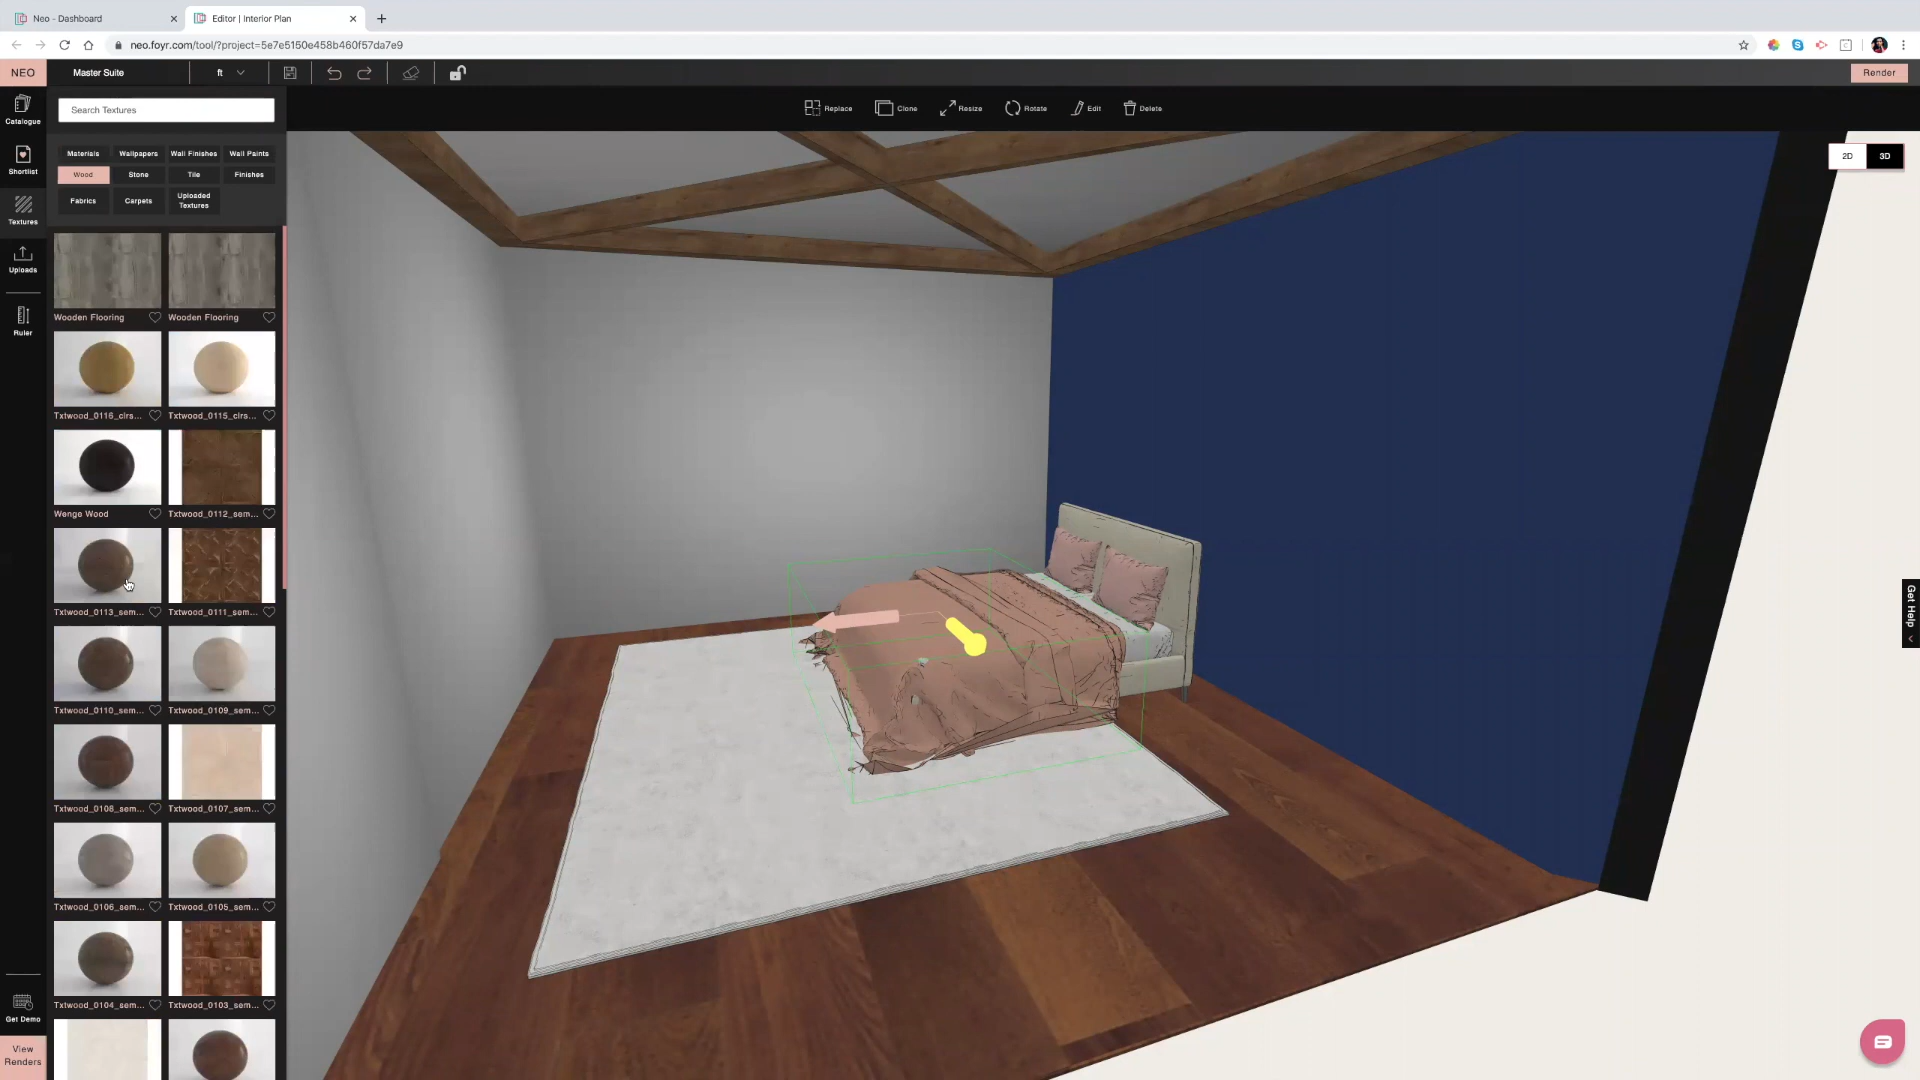 Neo - Dashboard
Editor | Interior Plan
neo.foyr.com/tool/?project=5e7e5150e458b460f57da7e9
NEO
Master Suite
ft
Render
Catalogue
Shortlist
Textures
Uploads
Ruler
Get Demo
View
Renders
Search Textures
Materials
Wallpapers
Wall Finishes
Wall Paints
Wood
Stone
Tile
Finishes
Fabrics
Carpets
Uploaded
Textures
Wooden Flooring
Wooden Flooring
Txtwood_0116_clrs...
Txtwood_0115_clrs...
Wenge Wood
Txtwood_0112_sem...
Txtwood_0113_sem...
Txtwood_0111_sem...
Txtwood_0110_sem...
Txtwood_0109_sem...
Txtwood_0108_sem...
Txtwood_0107_sem...
Txtwood_0106_sem...
Txtwood_0105_sem...
Txtwood_0104_sem...
Txtwood_0103_sem...
Replace
Clone
Resize
Rotate
Edit
Delete
2D
3D
Get Help